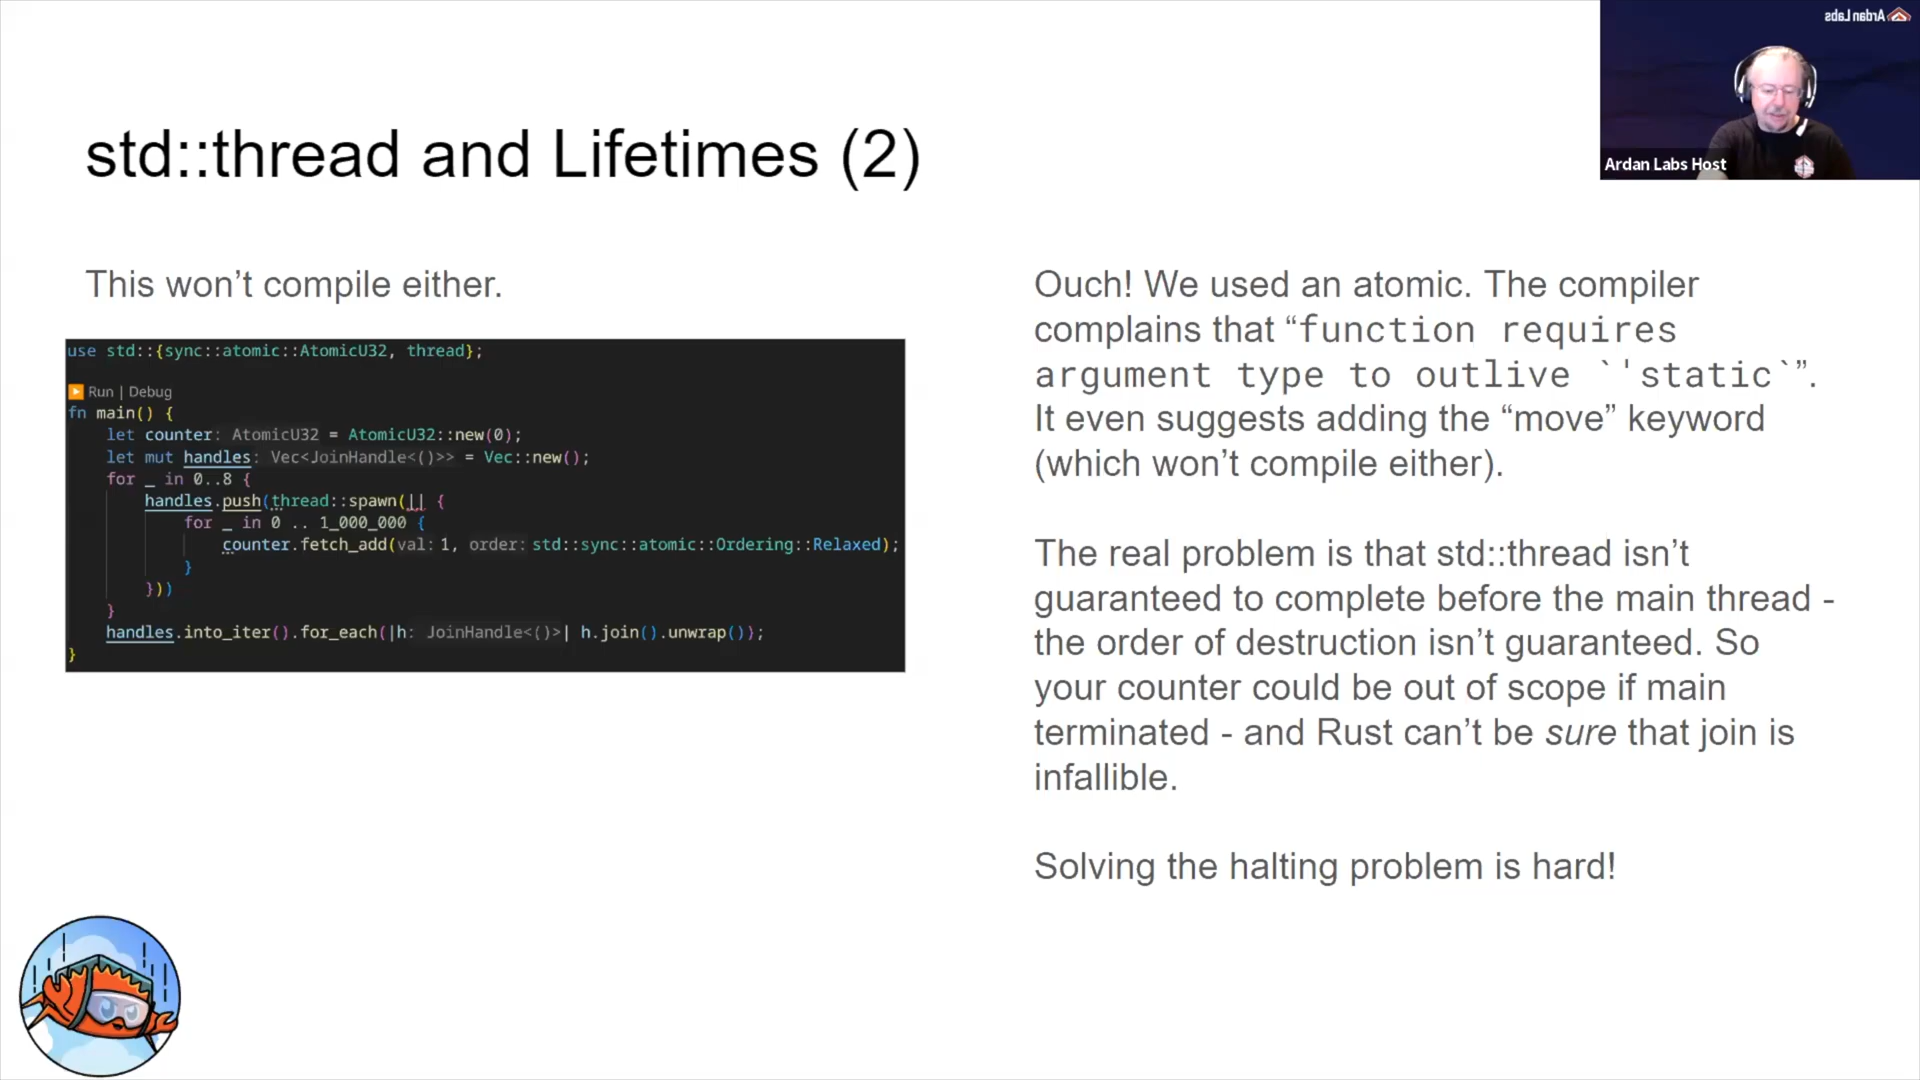 Ardan Labs
Ardan Labs Host
std::thread and Lifetimes (2)
This won’t compile either.
use std::{sync::atomic::AtomicU32, thread};
Run | Debug
fn main() {
let counter: AtomicU32 = AtomicU32::new(0);
let mut handles: Vec<JoinHandle<()>> = Vec::new();
for _ in 0..8 {
handles.push(thread::spawn(|| {
for _ in 0 .. 1_000_000 {
counter.fetch_add(val: 1, order: std::sync::atomic::Ordering::Relaxed);
}
}))
}
handles.into_iter().for_each(|h: JoinHandle<()>| h.join().unwrap());
}
Ouch! We used an atomic. The compiler
complains that “function requires
argument type to outlive `'static`”.
It even suggests adding the “move” keyword
(which won’t compile either).
The real problem is that std::thread isn’t
guaranteed to complete before the main thread -
the order of destruction isn’t guaranteed. So
your counter could be out of scope if main
terminated - and Rust can’t be sure that join is
infallible.
Solving the halting problem is hard!